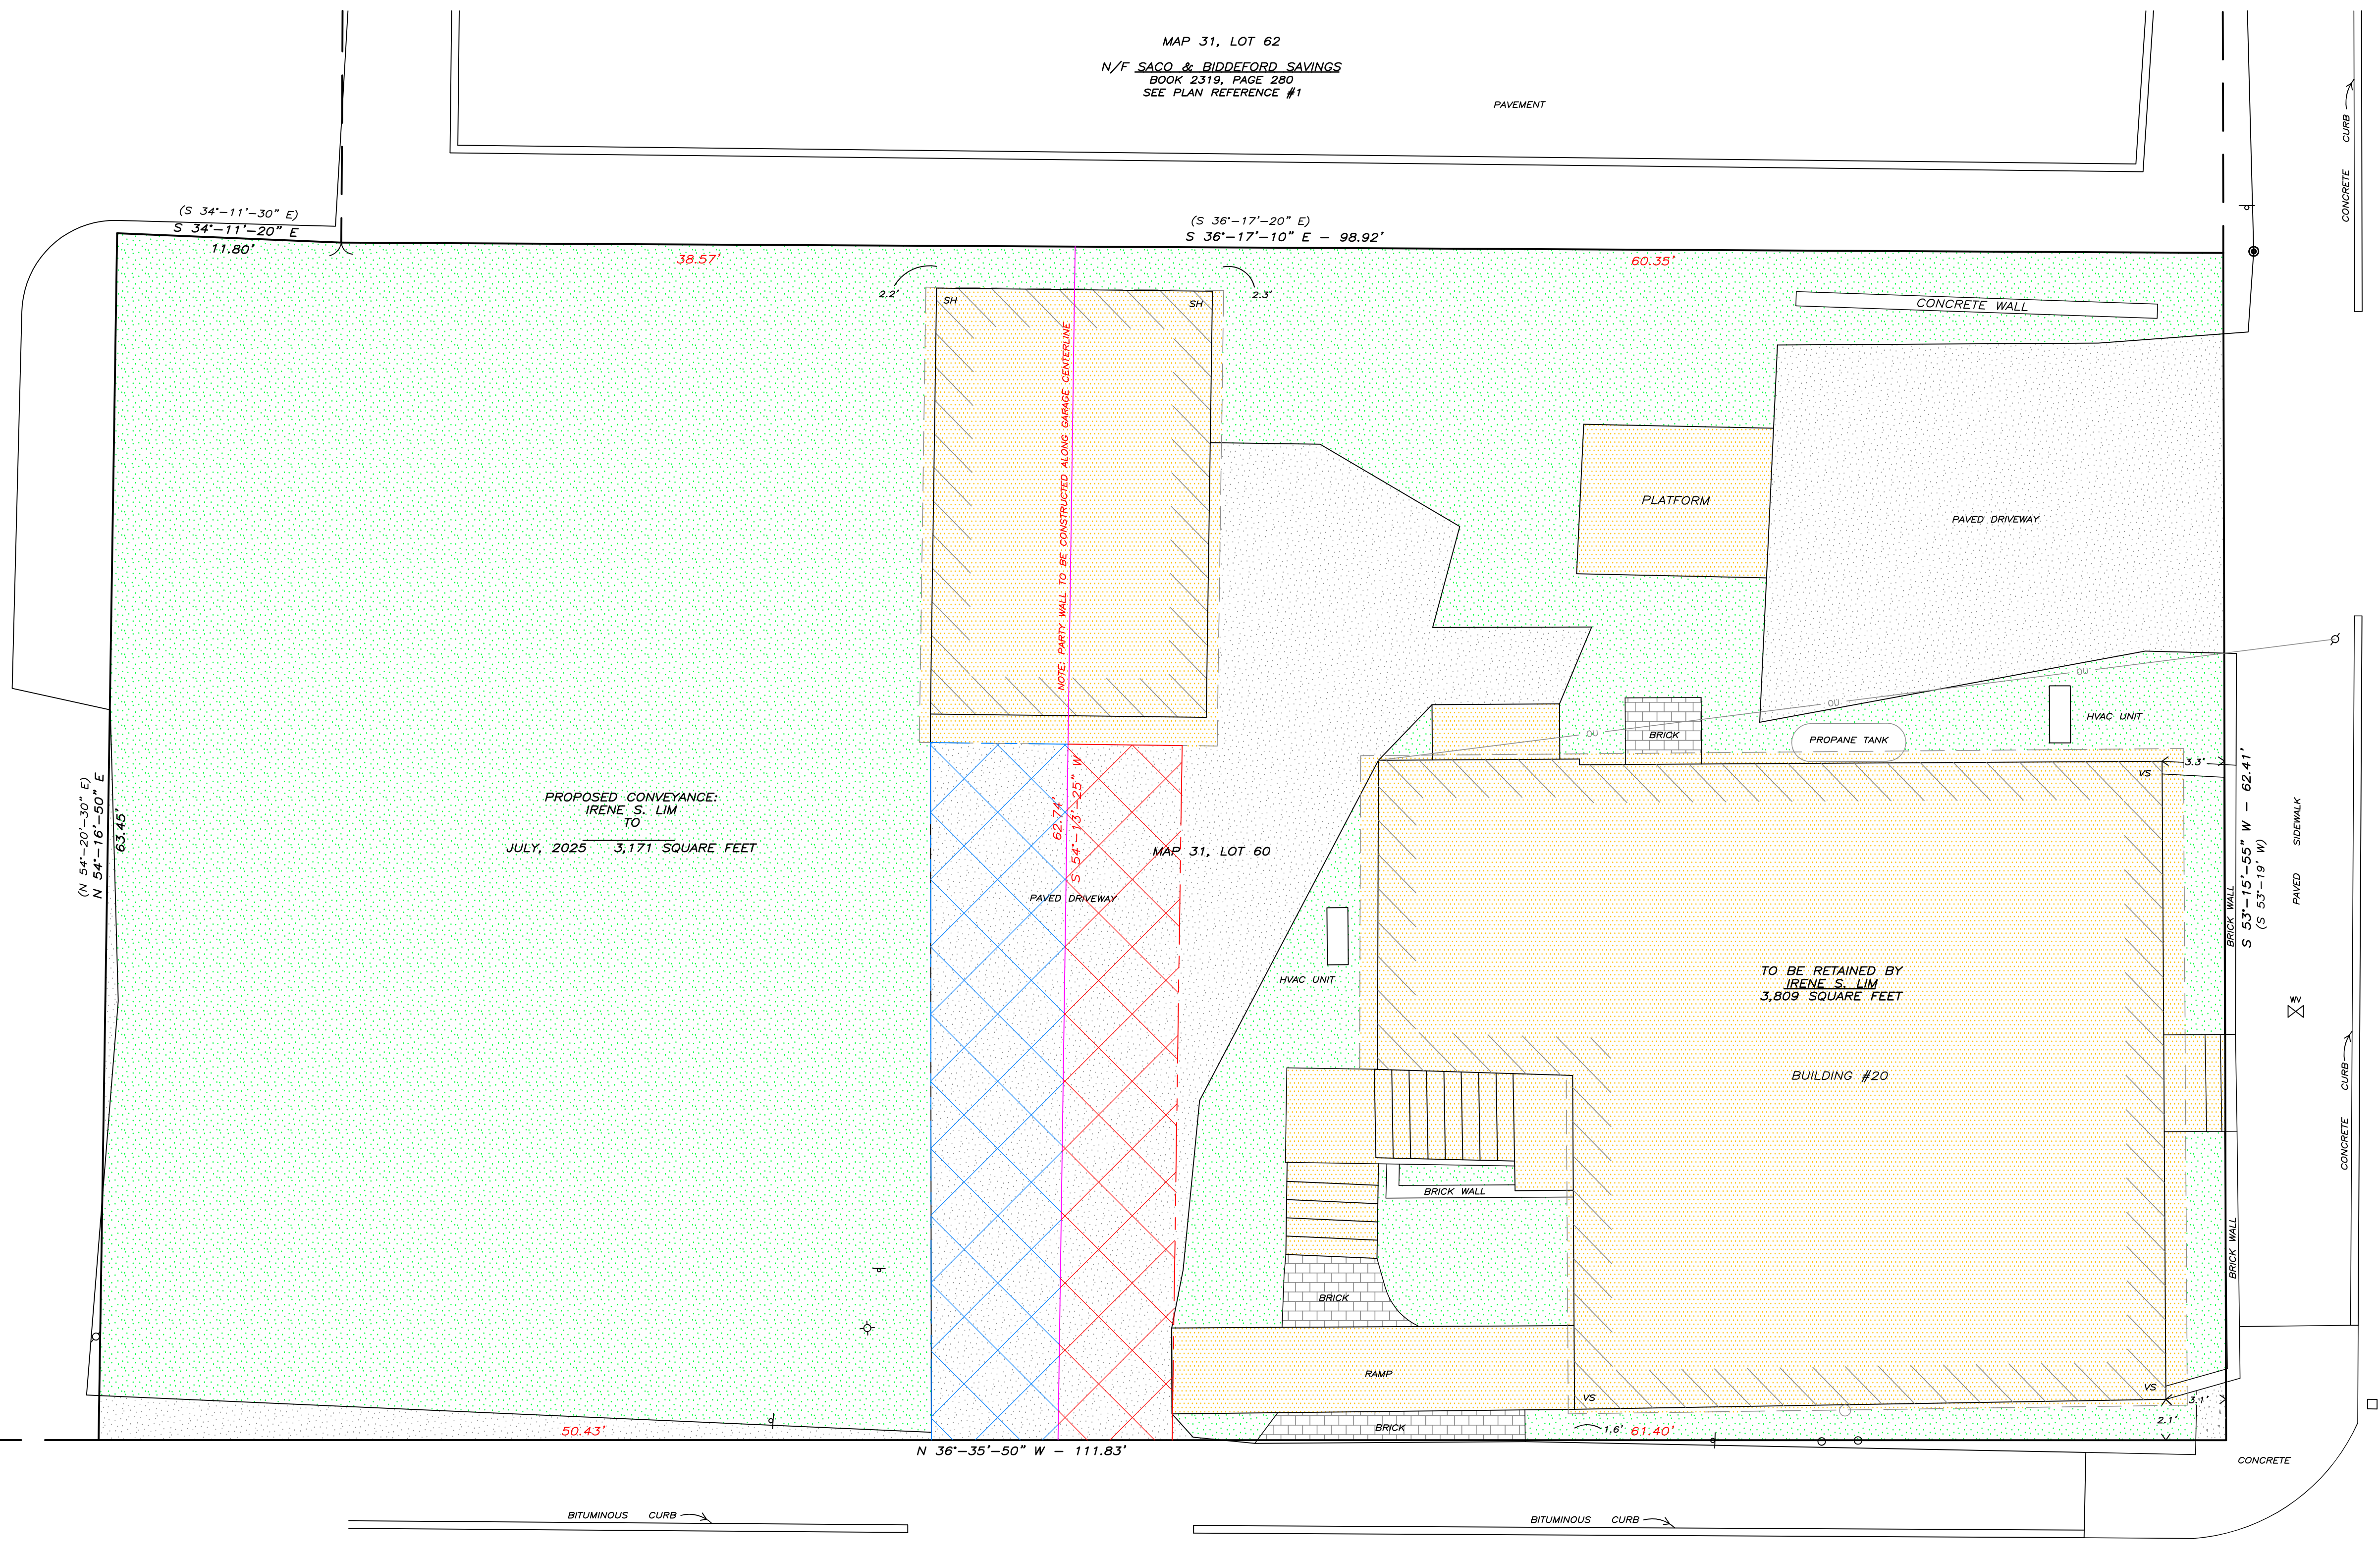 MAP 31, LOT 62
N/F SACO & BIDDEFORD SAVINGS
BOOK 2319, PAGE 280
SEE PLAN REFERENCE #1
PAVEMENT
CONCRETE CURB
(S 34°-11'-30" E)
S 34°-11'-20" E
11.80'
(S 36°-17'-20" E)
S 36°-17'-10" E - 98.92'
38.57'
60.35'
2.2'
SH
SH
2.3'
CONCRETE WALL
NOTE: PARTY WALL TO BE CONSTRUCTED ALONG GARAGE CENTERLINE
PLATFORM
PAVED DRIVEWAY
OU
OU
OU
HVAC UNIT
BRICK
PROPANE TANK
VS
3.3'
(N 54°-20'-30" E)
N 54°-16'-50" E
63.45'
PROPOSED CONVEYANCE:
IRENE S. LIM
TO
JULY, 2025 3,171 SQUARE FEET
62.74'
S 54°-13'-25" W
MAP 31, LOT 60
PAVED DRIVEWAY
HVAC UNIT
TO BE RETAINED BY
IRENE S. LIM
3,809 SQUARE FEET
BUILDING #20
BRICK WALL
S 53°-15'-55" W - 62.41'
(S 53°-19' W)
PAVED SIDEWALK
WV
CONCRETE CURB
BRICK WALL
BRICK WALL
BRICK
RAMP
VS
VS
3.1'
2.1'
BRICK
1.6'
61.40'
50.43'
N 36°-35'-50" W - 111.83'
CONCRETE
BITUMINOUS CURB
BITUMINOUS CURB